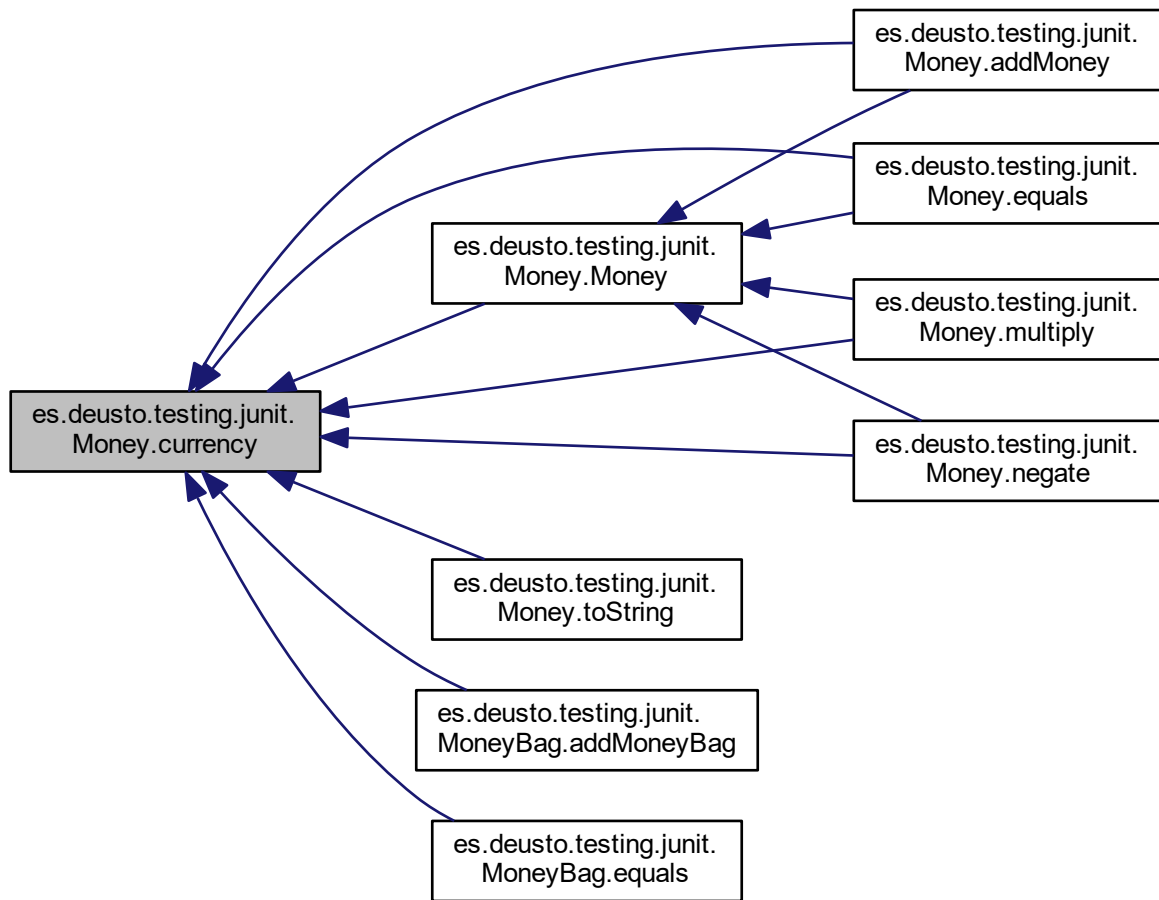 es.deusto.testing.junit.
Money.addMoney
es.deusto.testing.junit.
Money.equals
es.deusto.testing.junit.
Money.Money
es.deusto.testing.junit.
Money.multiply
es.deusto.testing.junit.
Money.currency
es.deusto.testing.junit.
Money.negate
es.deusto.testing.junit.
Money.toString
es.deusto.testing.junit.
MoneyBag.addMoneyBag
es.deusto.testing.junit.
MoneyBag.equals